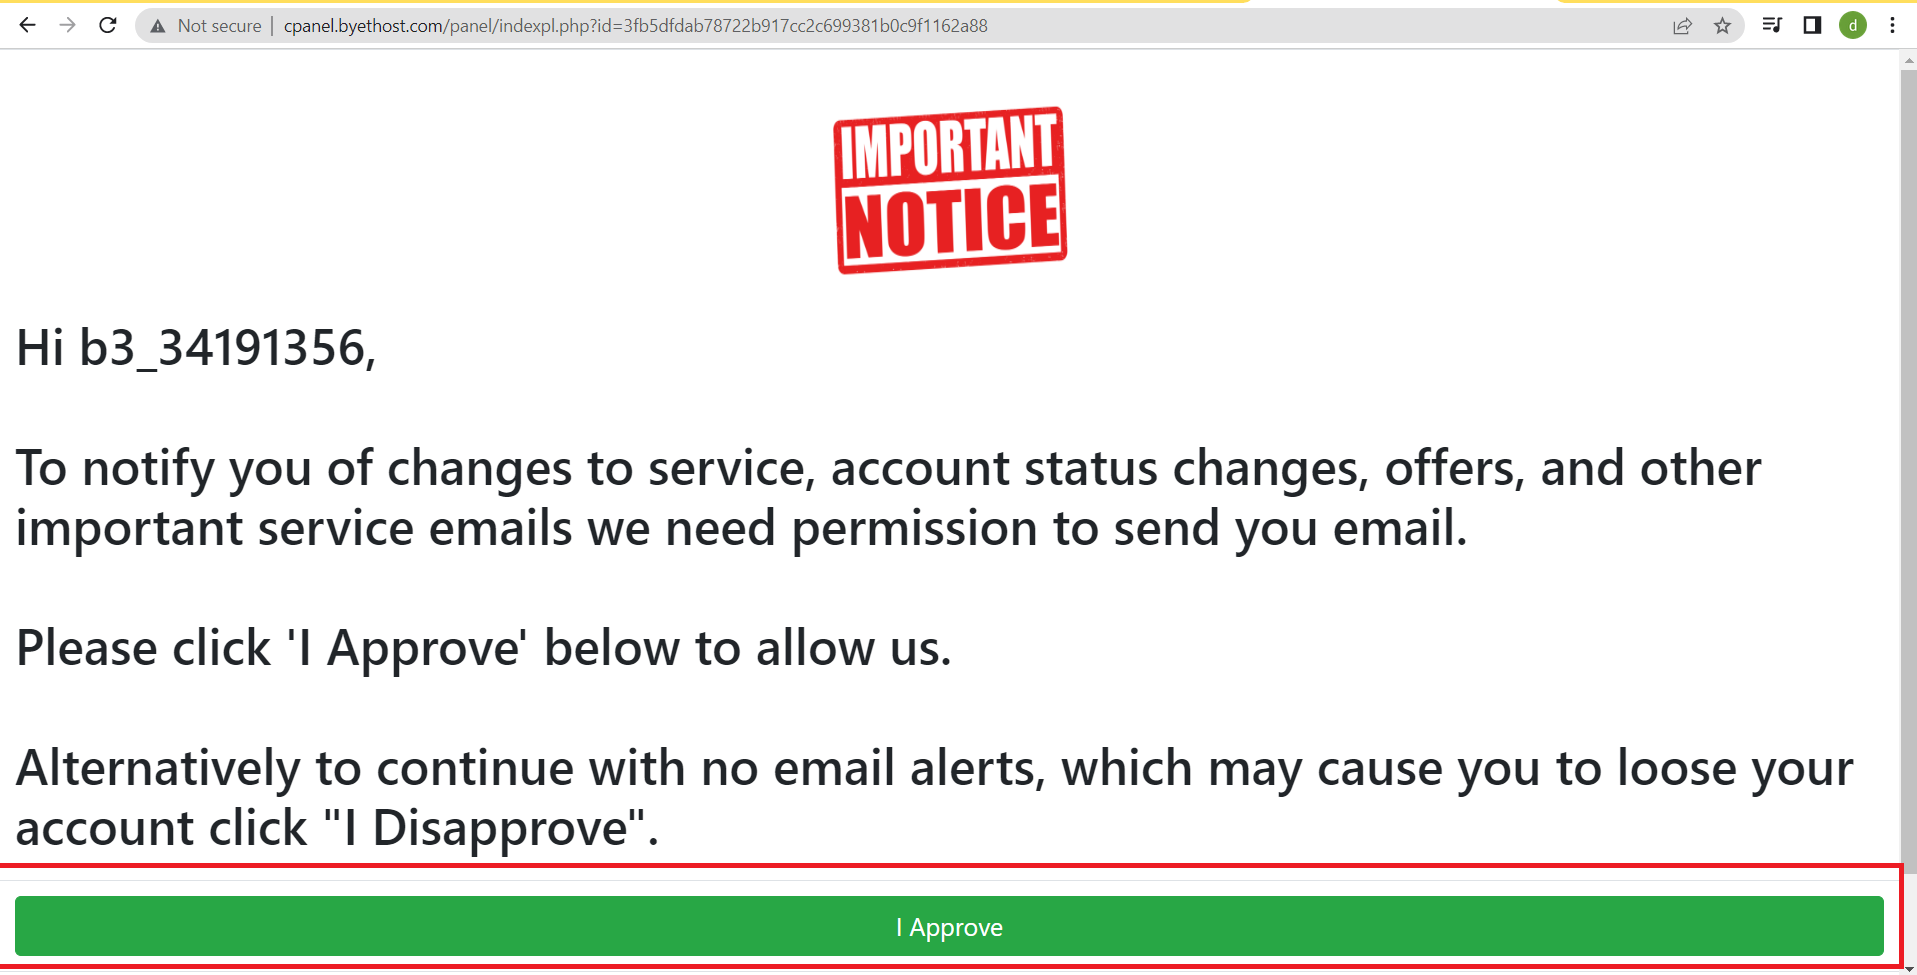 Not secure | cpanel.byethost.com/panel/indexpl.php?id=3fb5dfdab78722b917cc2c699381b0c9f1162a88
d
IMPORTANT
NOTICE
Hi b3_34191356,
To notify you of changes to service, account status changes, offers, and other
important service emails we need permission to send you email.
Please click 'I Approve' below to allow us.
Alternatively to continue with no email alerts, which may cause you to loose your
account click "I Disapprove".
I Approve